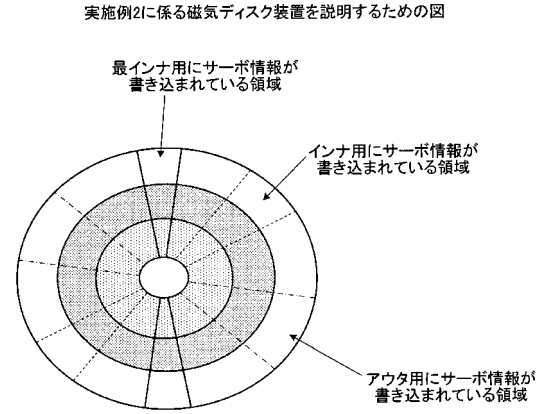 実施例2に係る磁気ディスク装置を説明するための図
最インナ用にサーボ情報が
書き込まれている領域
インナ用にサーボ情報が
書き込まれている領域
アウタ用にサーボ情報が
書き込まれている領域